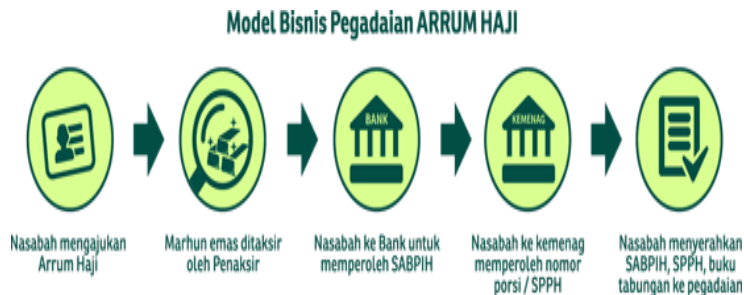 Model Bisnis Pegadaian ARRUM HAJI
BANK
KEMENAG
Nasabah mengajukan
Arrum Haji
Marhun emas ditaksir
oleh Penaksir
Nasabah ke Bank untuk
memperoleh SABPIH
Nasabah ke kemenag
memperoleh nomor
porsi / SPPH
Nasabah menyerahkan
SABPIH, SPPH, buku
tabungan ke pegadaian